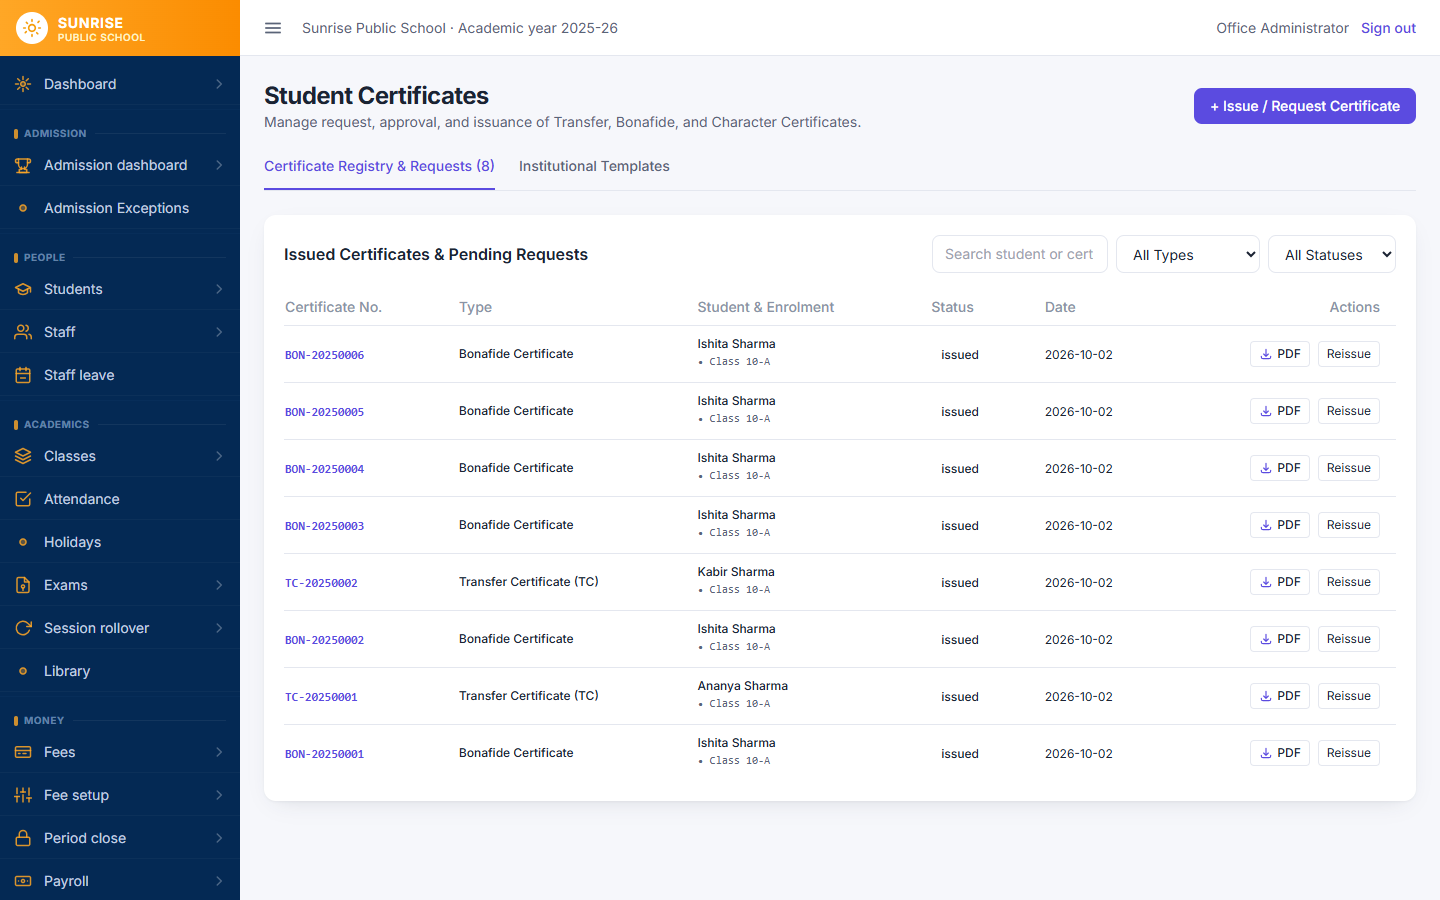 SUNRISE
PUBLIC SCHOOL
Sunrise Public School · Academic year 2025-26
Office Administrator
Sign out
Dashboard
ADMISSION
Admission dashboard
Admission Exceptions
PEOPLE
Students
Staff
Staff leave
ACADEMICS
Classes
Attendance
Holidays
Exams
Session rollover
Library
MONEY
Fees
Fee setup
Period close
Payroll
Student Certificates
Manage request, approval, and issuance of Transfer, Bonafide, and Character Certificates.
+ Issue / Request Certificate
Certificate Registry & Requests (8)
Institutional Templates
Issued Certificates & Pending Requests
Search student or cert
All Types
All Statuses
Certificate No. Type Student & Enrolment Status Date Actions
BON-20250006 Bonafide Certificate Ishita Sharma issued 2026-10-02 PDF Reissue
• Class 10-A
BON-20250005 Bonafide Certificate Ishita Sharma issued 2026-10-02 PDF Reissue
• Class 10-A
BON-20250004 Bonafide Certificate Ishita Sharma issued 2026-10-02 PDF Reissue
• Class 10-A
BON-20250003 Bonafide Certificate Ishita Sharma issued 2026-10-02 PDF Reissue
• Class 10-A
TC-20250002 Transfer Certificate (TC) Kabir Sharma issued 2026-10-02 PDF Reissue
• Class 10-A
BON-20250002 Bonafide Certificate Ishita Sharma issued 2026-10-02 PDF Reissue
• Class 10-A
TC-20250001 Transfer Certificate (TC) Ananya Sharma issued 2026-10-02 PDF Reissue
• Class 10-A
BON-20250001 Bonafide Certificate Ishita Sharma issued 2026-10-02 PDF Reissue
• Class 10-A